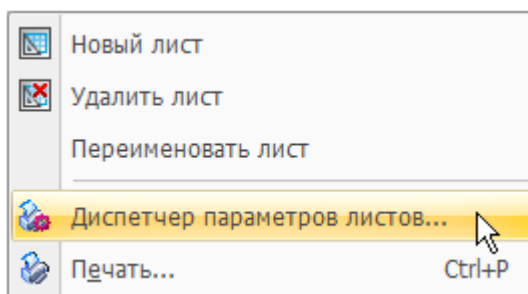 Новый лист
Удалить лист
Переименовать лист
Диспетчер параметров листов...
Печать... Ctrl+P